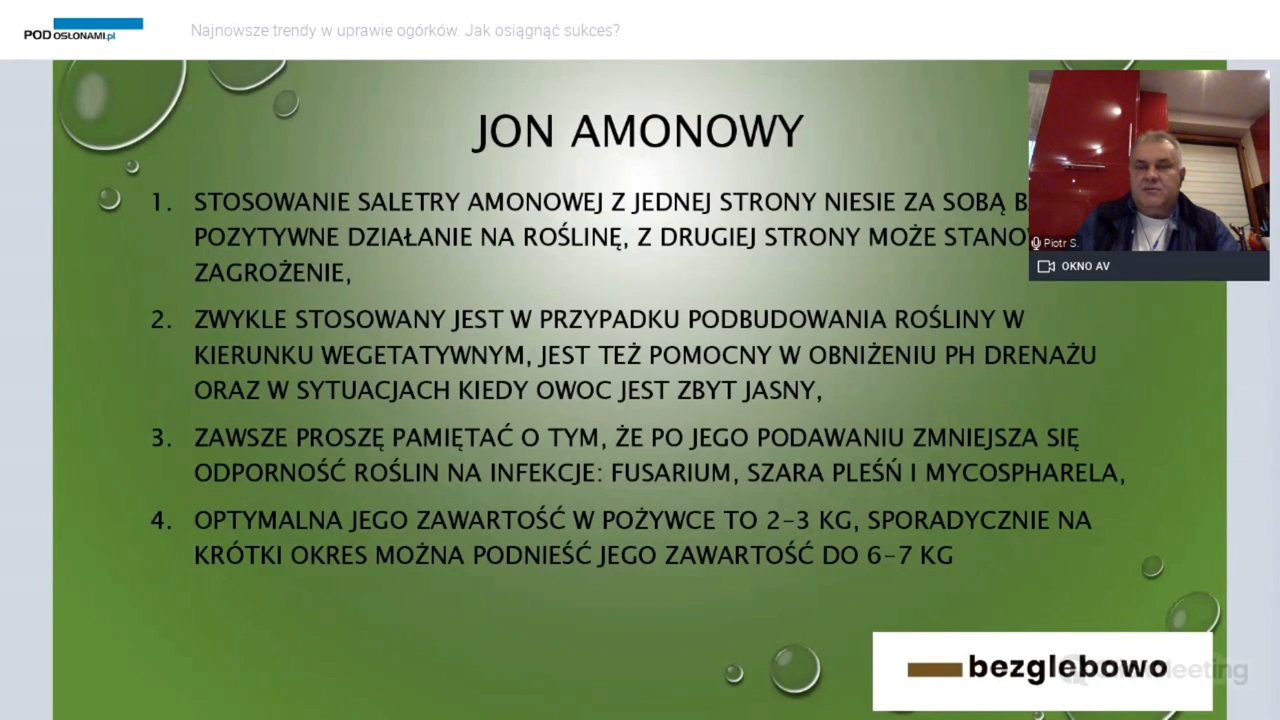 POD OSŁONAMI.pl
Najnowsze trendy w uprawie ogórków. Jak osiągnąć sukces?
JON AMONOWY
1. STOSOWANIE SALETRY AMONOWEJ Z JEDNEJ STRONY NIESIE ZA SOBĄ B
POZYTYWNE DZIAŁANIE NA ROŚLINĘ, Z DRUGIEJ STRONY MOŻE STANO
ZAGROŻENIE,
2. ZWYKLE STOSOWANY JEST W PRZYPADKU PODBUDOWANIA ROŚLINY W
KIERUNKU WEGETATYWNYM, JEST TEŻ POMOCNY W OBNIŻENIU PH DRENAŻU
ORAZ W SYTUACJACH KIEDY OWOC JEST ZBYT JASNY,
3. ZAWSZE PROSZĘ PAMIĘTAĆ O TYM, ŻE PO JEGO PODAWANIU ZMNIEJSZA SIĘ
ODPORNOŚĆ ROŚLIN NA INFEKCJE: FUSARIUM, SZARA PLEŚŃ I MYCOSPHARELA,
4. OPTYMALNA JEGO ZAWARTOŚĆ W POŻYWCE TO 2-3 KG, SPORADYCZNIE NA
KRÓTKI OKRES MOŻNA PODNIEŚĆ JEGO ZAWARTOŚĆ DO 6-7 KG
Piotr S.
OKNO AV
bezglebowo